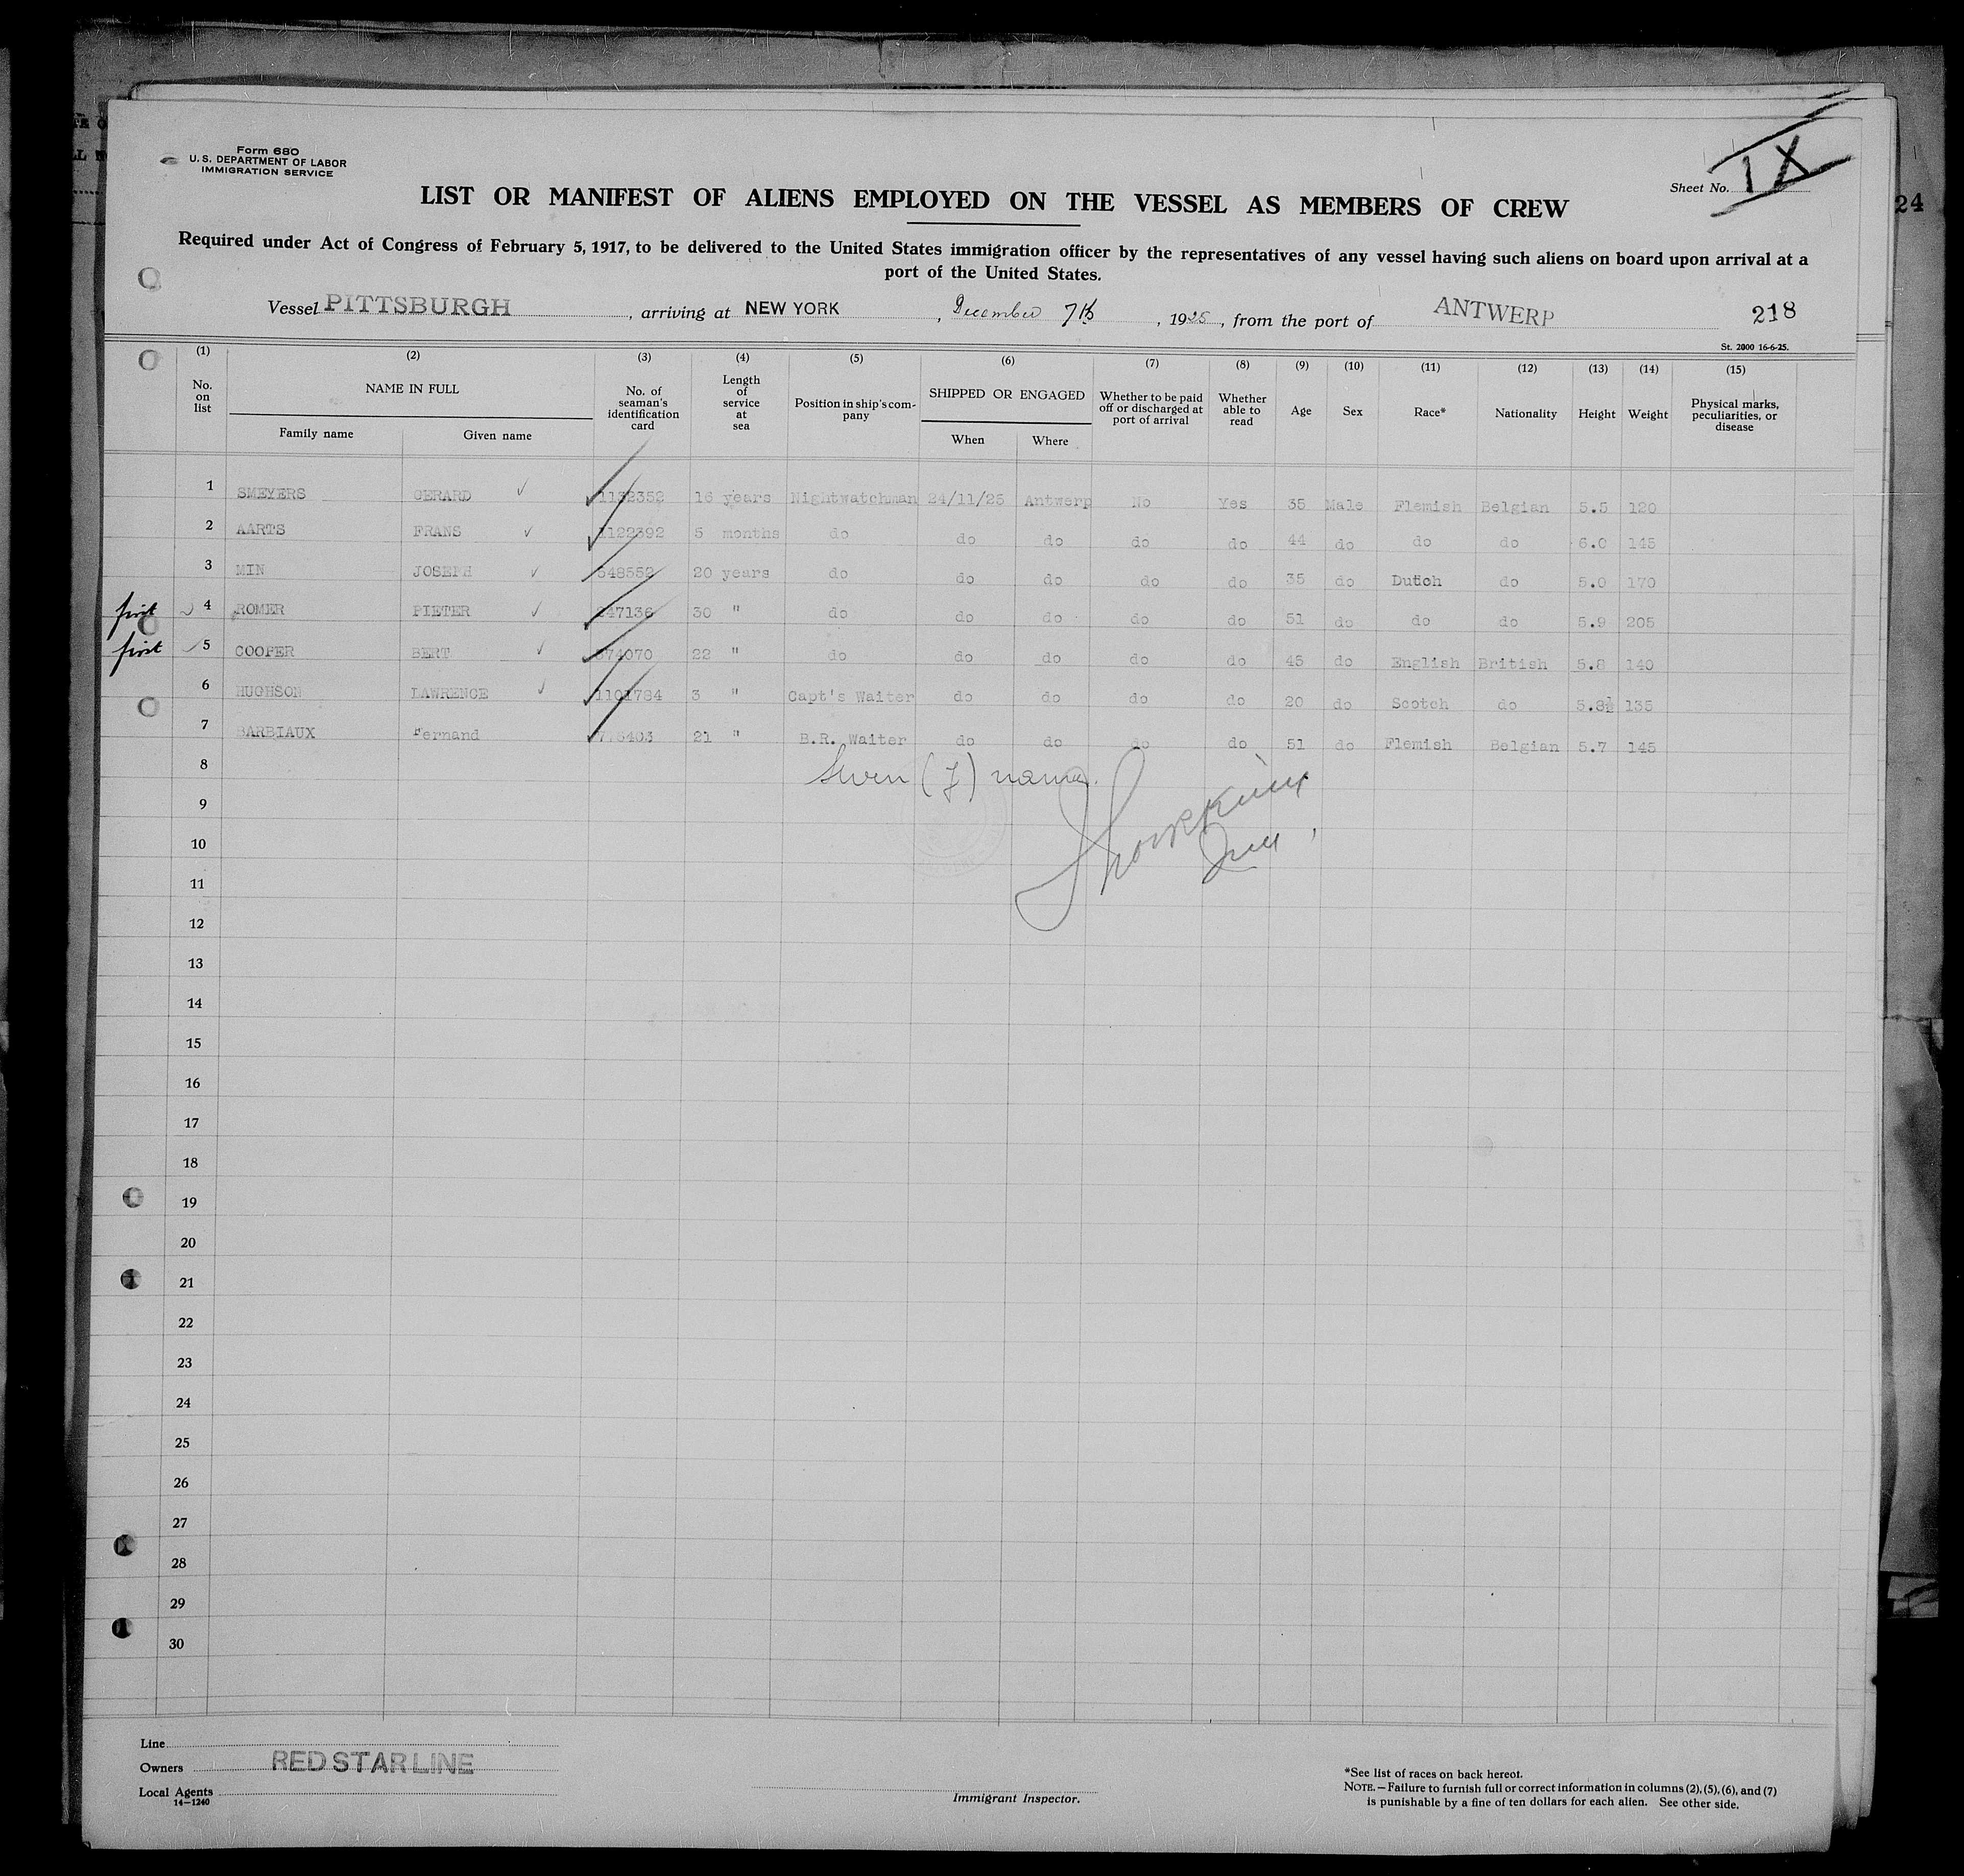 Form 680
U. S. DEPARTMENT OF LABOR
IMMIGRATION SERVICE
Sheet No. IX
LIST OR MANIFEST OF ALIENS EMPLOYED ON THE VESSEL AS MEMBERS OF CREW
Required under Act of Congress of February 5, 1917, to be delivered to the United States immigration officer by the representatives of any vessel having such aliens on board upon arrival at a
port of the United States.
Vessel PITTSBURGH, arriving at NEW YORK, December 7th, 1925, from the port of ANTWERP 218
St. 2000 16-6-25.
(1) (2) (3) (4) (5) (6) (7) (8) (9) (10) (11) (12) (13) (14) (15)
No. on list NAME IN FULL Family name Given name No. of seaman's identification card Length of service at sea Position in ship's com-pany SHIPPED OR ENGAGED When Where Whether to be paid off or discharged at port of arrival Whether able to read Age Sex Race* Nationality Height Weight Physical marks, peculiarities, or disease
1 SMEYERS GERARD 16 years Nightwatchman 24/11/25 Antwerp No Yes 35 Male Flemish Belgian 5.5 120
2 AARTS FRANS 1122392 5 months do do do do do 44 do do do 6.0 145
3 MIN JOSEPH 548552 20 years do do do do do 35 do Dutch do 5.0 170
first 4 ROMER PIETER 30 " do do do do do 51 do do do 5.9 205
first 5 COOPER BERT 22 " do do do do do 45 do English British 5.8 140
6 HUGHSON LAWRENCE 1101784 3 " Capt's Waiter do do do do 20 do Scotch do 5.8½ 135
7 BARBIAUX Fernand 21 " B.R. Waiter do do do do 51 do Flemish Belgian 5.7 145
8
Seven (7) names.
9
10
11
12
13
14
15
16
17
18
19
20
21
22
23
24
25
26
27
28
29
30
Line
Owners RED STAR LINE
Local Agents
14-1240
Immigrant Inspector.
*See list of races on back hereof.
NOTE.—Failure to furnish full or correct information in columns (2), (5), (6), and (7)
is punishable by a fine of ten dollars for each alien. See other side.
24